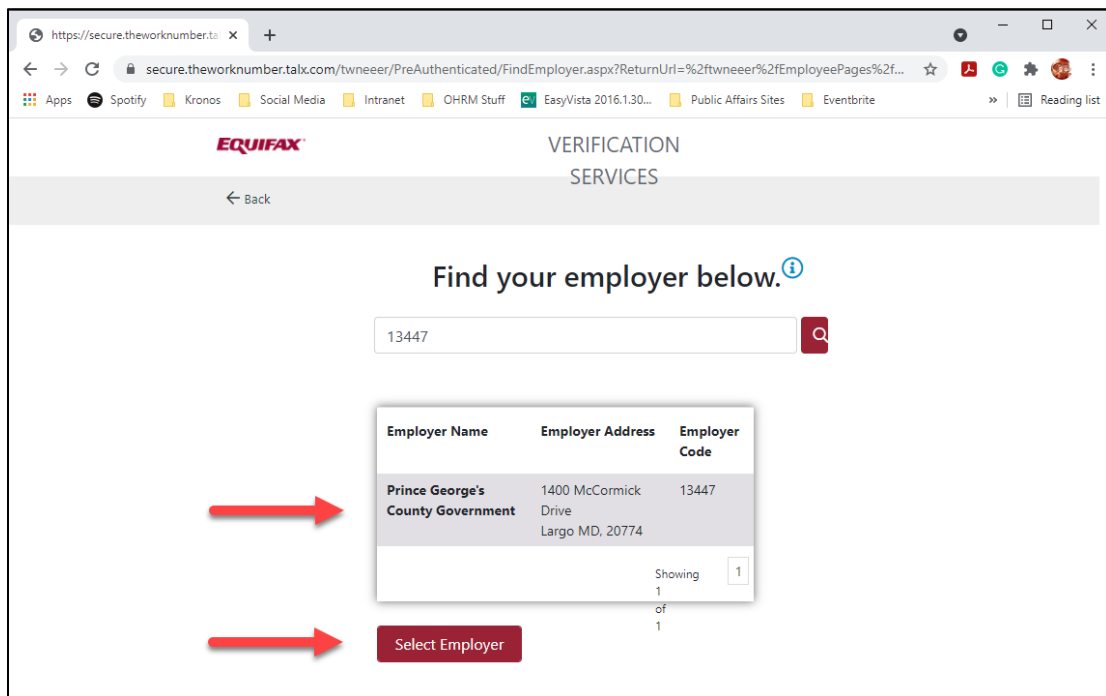 https://secure.theworknumber.ta
secure.theworknumber.talx.com/twneeer/PreAuthenticated/FindEmployer.aspx?ReturnUrl=%2ftwneeer%2fEmployeePages%2f...
Apps Spotify Kronos Social Media Intranet OHRM Stuff EasyVista 2016.1.30... Public Affairs Sites Eventbrite » Reading list
EQUIFAX
VERIFICATION
SERVICES
← Back
Find your employer below.
13447
Employer Name Employer Address Employer
Code
Prince George's 1400 McCormick 13447
County Government Drive
Largo MD, 20774
Showing 1
1
of
1
Select Employer